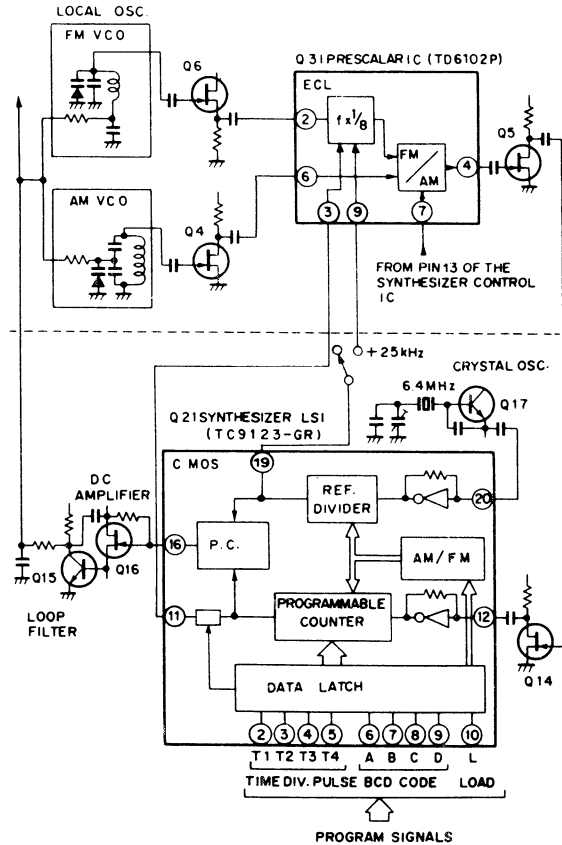 LOCAL OSC.
FM VCO
Q6
Q31 PRESCALAR IC (TD6102P)
ECL
2
f x 1/8
FM
AM
4
Q5
6
3
9
7
AM VCO
Q4
FROM PIN 13 OF THE
SYNTHESIZER CONTROL
IC
+25kHz
CRYSTAL OSC.
6.4MHz
Q17
Q21 SYNTHESIZER LSI
(TC9123-GR)
C MOS
19
DC
AMPLIFIER
REF.
DIVIDER
20
16
P.C.
AM/FM
Q15
Q16
LOOP
FILTER
11
PROGRAMMABLE
COUNTER
12
Q14
DATA LATCH
2 3 4 5 6 7 8 9 10
T1 T2 T3 T4 A B C D L
TIME DIV. PULSE BCD CODE LOAD
PROGRAM SIGNALS